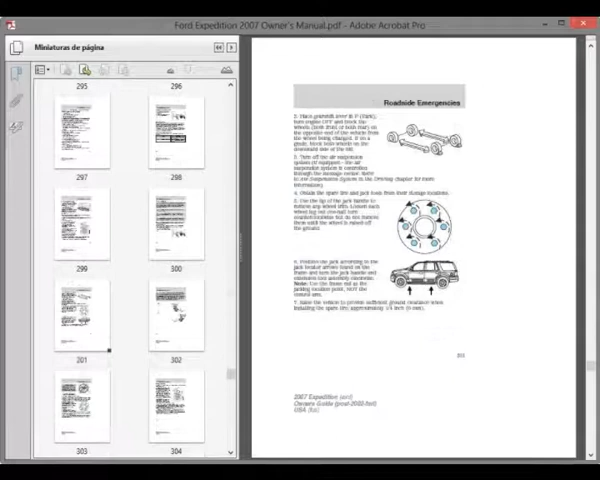 Ford Expedition 2007 Owner's Manual.pdf - Adobe Acrobat Pro
Miniaturas de página
295
296
297
298
299
300
301
302
303
304
Roadside Emergencies
2. Place gearshift lever in P (Park),
turn engine OFF and block the
wheels (both front or both rear) on
the opposite end of the vehicle from
the wheel being changed. If on a
grade, block both wheels on the
downhill side of the tire.
3. Turn off the air suspension
system (if equipped - the air
suspension system is controlled
through the message center. Refer
to Air Suspension System in the Driving chapter for more
information).
4. Obtain the spare tire and jack tools from their storage locations.
5. Use the tip of the jack handle to
remove any wheel trim. Loosen each
wheel lug nut one-half turn
counterclockwise but do not remove
them until the wheel is raised off
the ground.
6. Position the jack according to the
jack locator arrows found on the
frame and turn the jack handle and
Note: Use the frame rail as the
jacking location point, NOT the
control arm.
7. Raise the vehicle to provide sufficient ground clearance when
installing the spare tire, approximately 1/4 inch (6 mm).
301
2007 Expedition (exd)
Owners Guide (post-2002-fmt)
USA (fus)